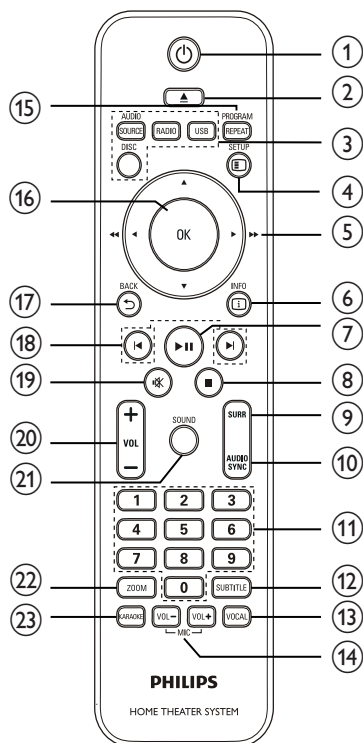 1
2
15
AUDIO
PROGRAM
SOURCE RADIO USB REPEAT
3
DISC
SETUP
4
16
OK
5
BACK
INFO
17
i
6
7
18
19
8
SURR
9
20
VOL
SOUND
AUDIO
SYNC
10
21
1 2 3
4 5 6
11
7 8 9
22
ZOOM 0 SUBTITLE
12
23
KARAOKE VOL- VOL+ VOCAL
13
MIC
14
PHILIPS
HOME THEATER SYSTEM